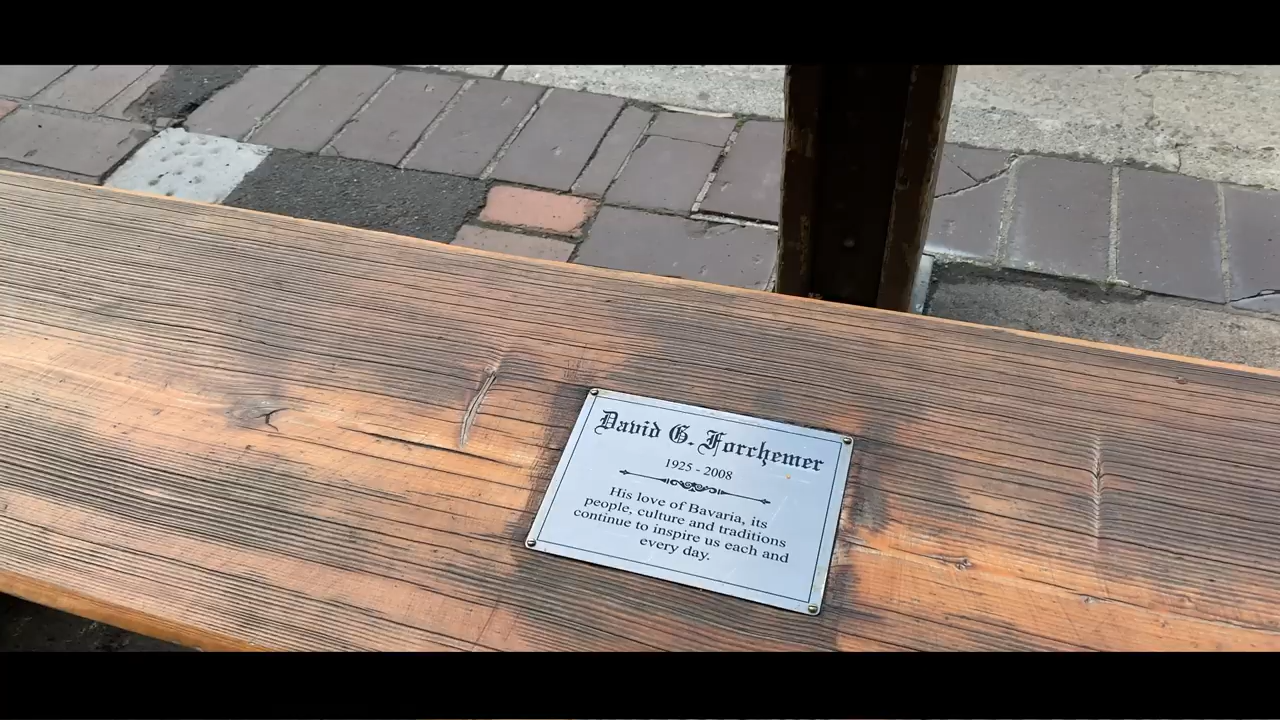 David G. Forchemer
1925 - 2008
His love of Bavaria, its
people, culture and traditions
continue to inspire us each and
every day.